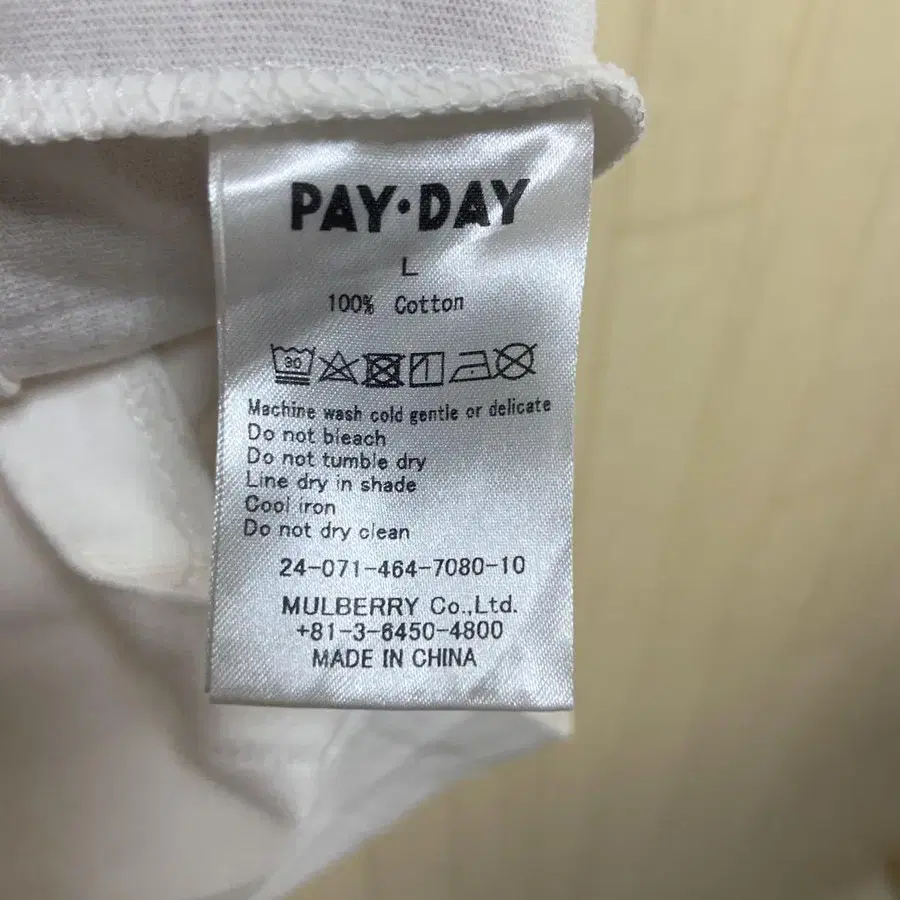 PAY·DAY
L
100% Cotton
30
Machine wash cold gentle or delicate
Do not bleach
Do not tumble dry
Line dry in shade
Cool iron
Do not dry clean
24-071-464-7080-10
MULBERRY Co.,Ltd.
+81-3-6450-4800
MADE IN CHINA